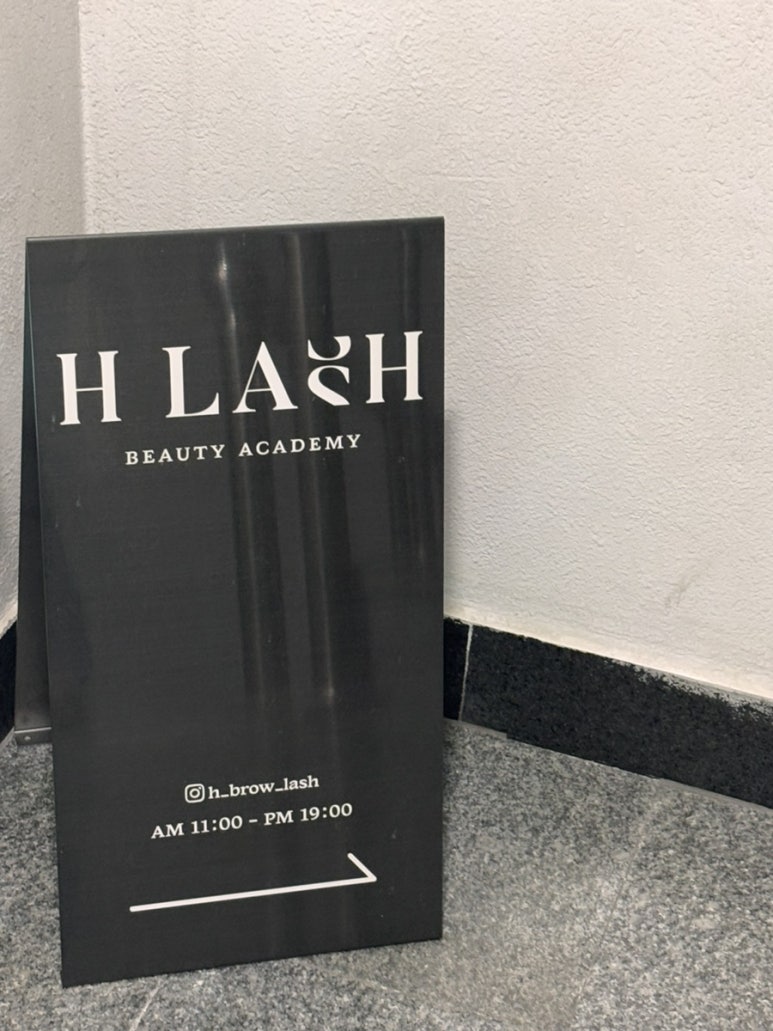 H LASH
BEAUTY ACADEMY
h_brow_lash
AM 11:00 - PM 19:00